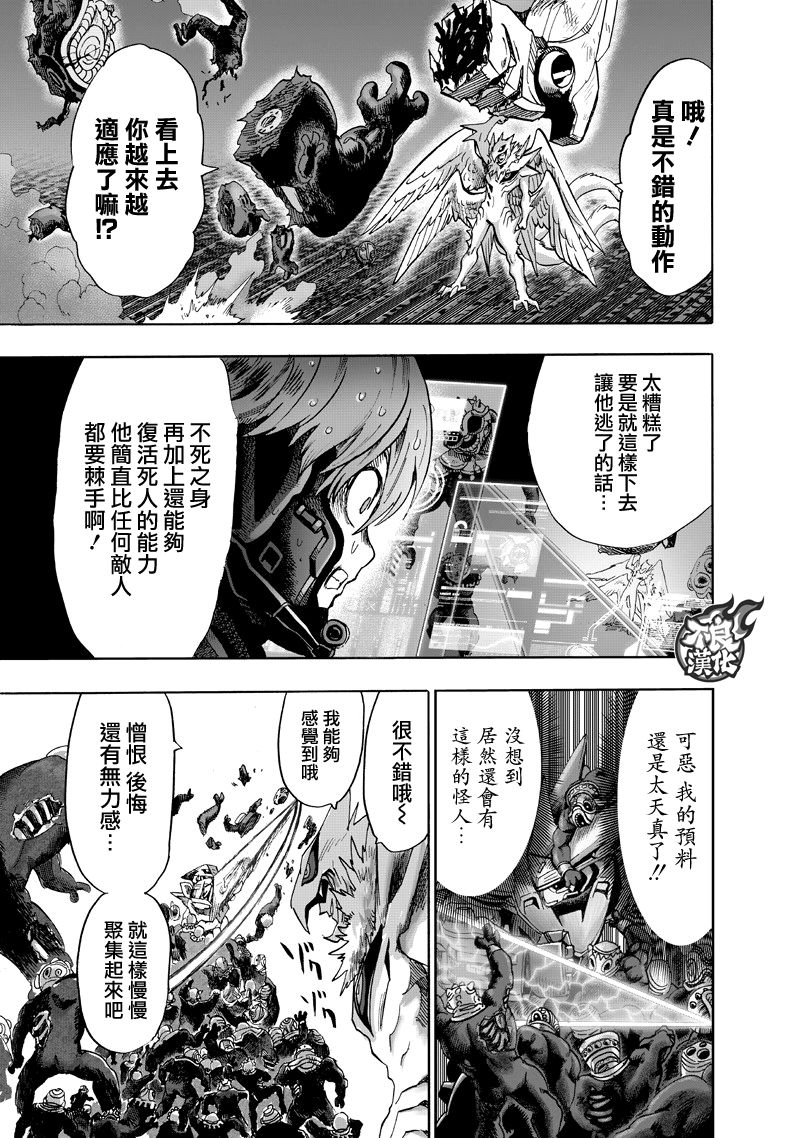 哦！
真是不錯的動作
看上去
你越來越
適應了嘛!?
太糟糕了
要是就這樣下去
讓他逃了的話…
不死之身
再加上還能夠
復活死人的能力
他簡直比任何敵人
都要棘手啊！
可惡 我的預料
還是太天真了!!
沒想到
居然還會有
這樣的怪人…
很不錯哦～
我能夠
感覺到哦
憎恨 後悔
還有無力感…
就這樣慢慢
聚集起來吧
漢化